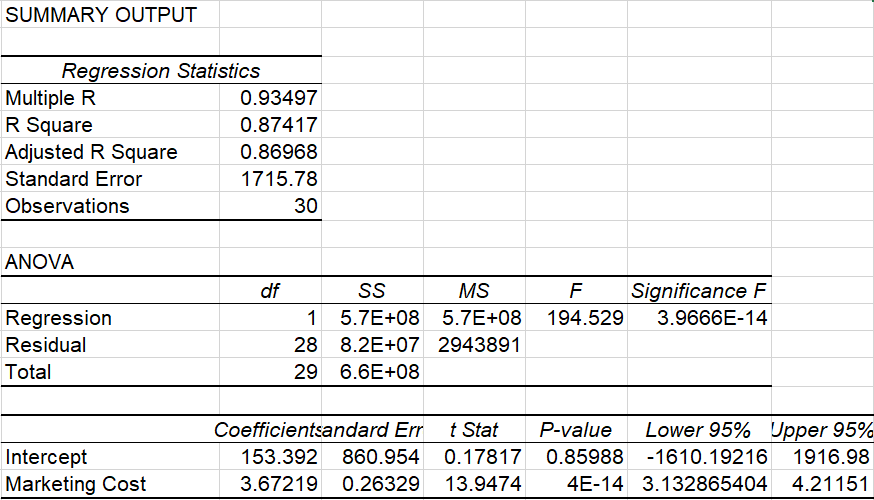 SUMMARY OUTPUT
Regression Statistics
Multiple R 0.93497
R Square 0.87417
Adjusted R Square 0.86968
Standard Error 1715.78
Observations 30
ANOVA
df SS MS F Significance F
Regression 1 5.7E+08 5.7E+08 194.529 3.9666E-14
Residual 28 8.2E+07 2943891
Total 29 6.6E+08
Coefficients andard Err t Stat P-value Lower 95% Upper 95%
Intercept 153.392 860.954 0.17817 0.85988 -1610.19216 1916.98
Marketing Cost 3.67219 0.26329 13.9474 4E-14 3.132865404 4.21151